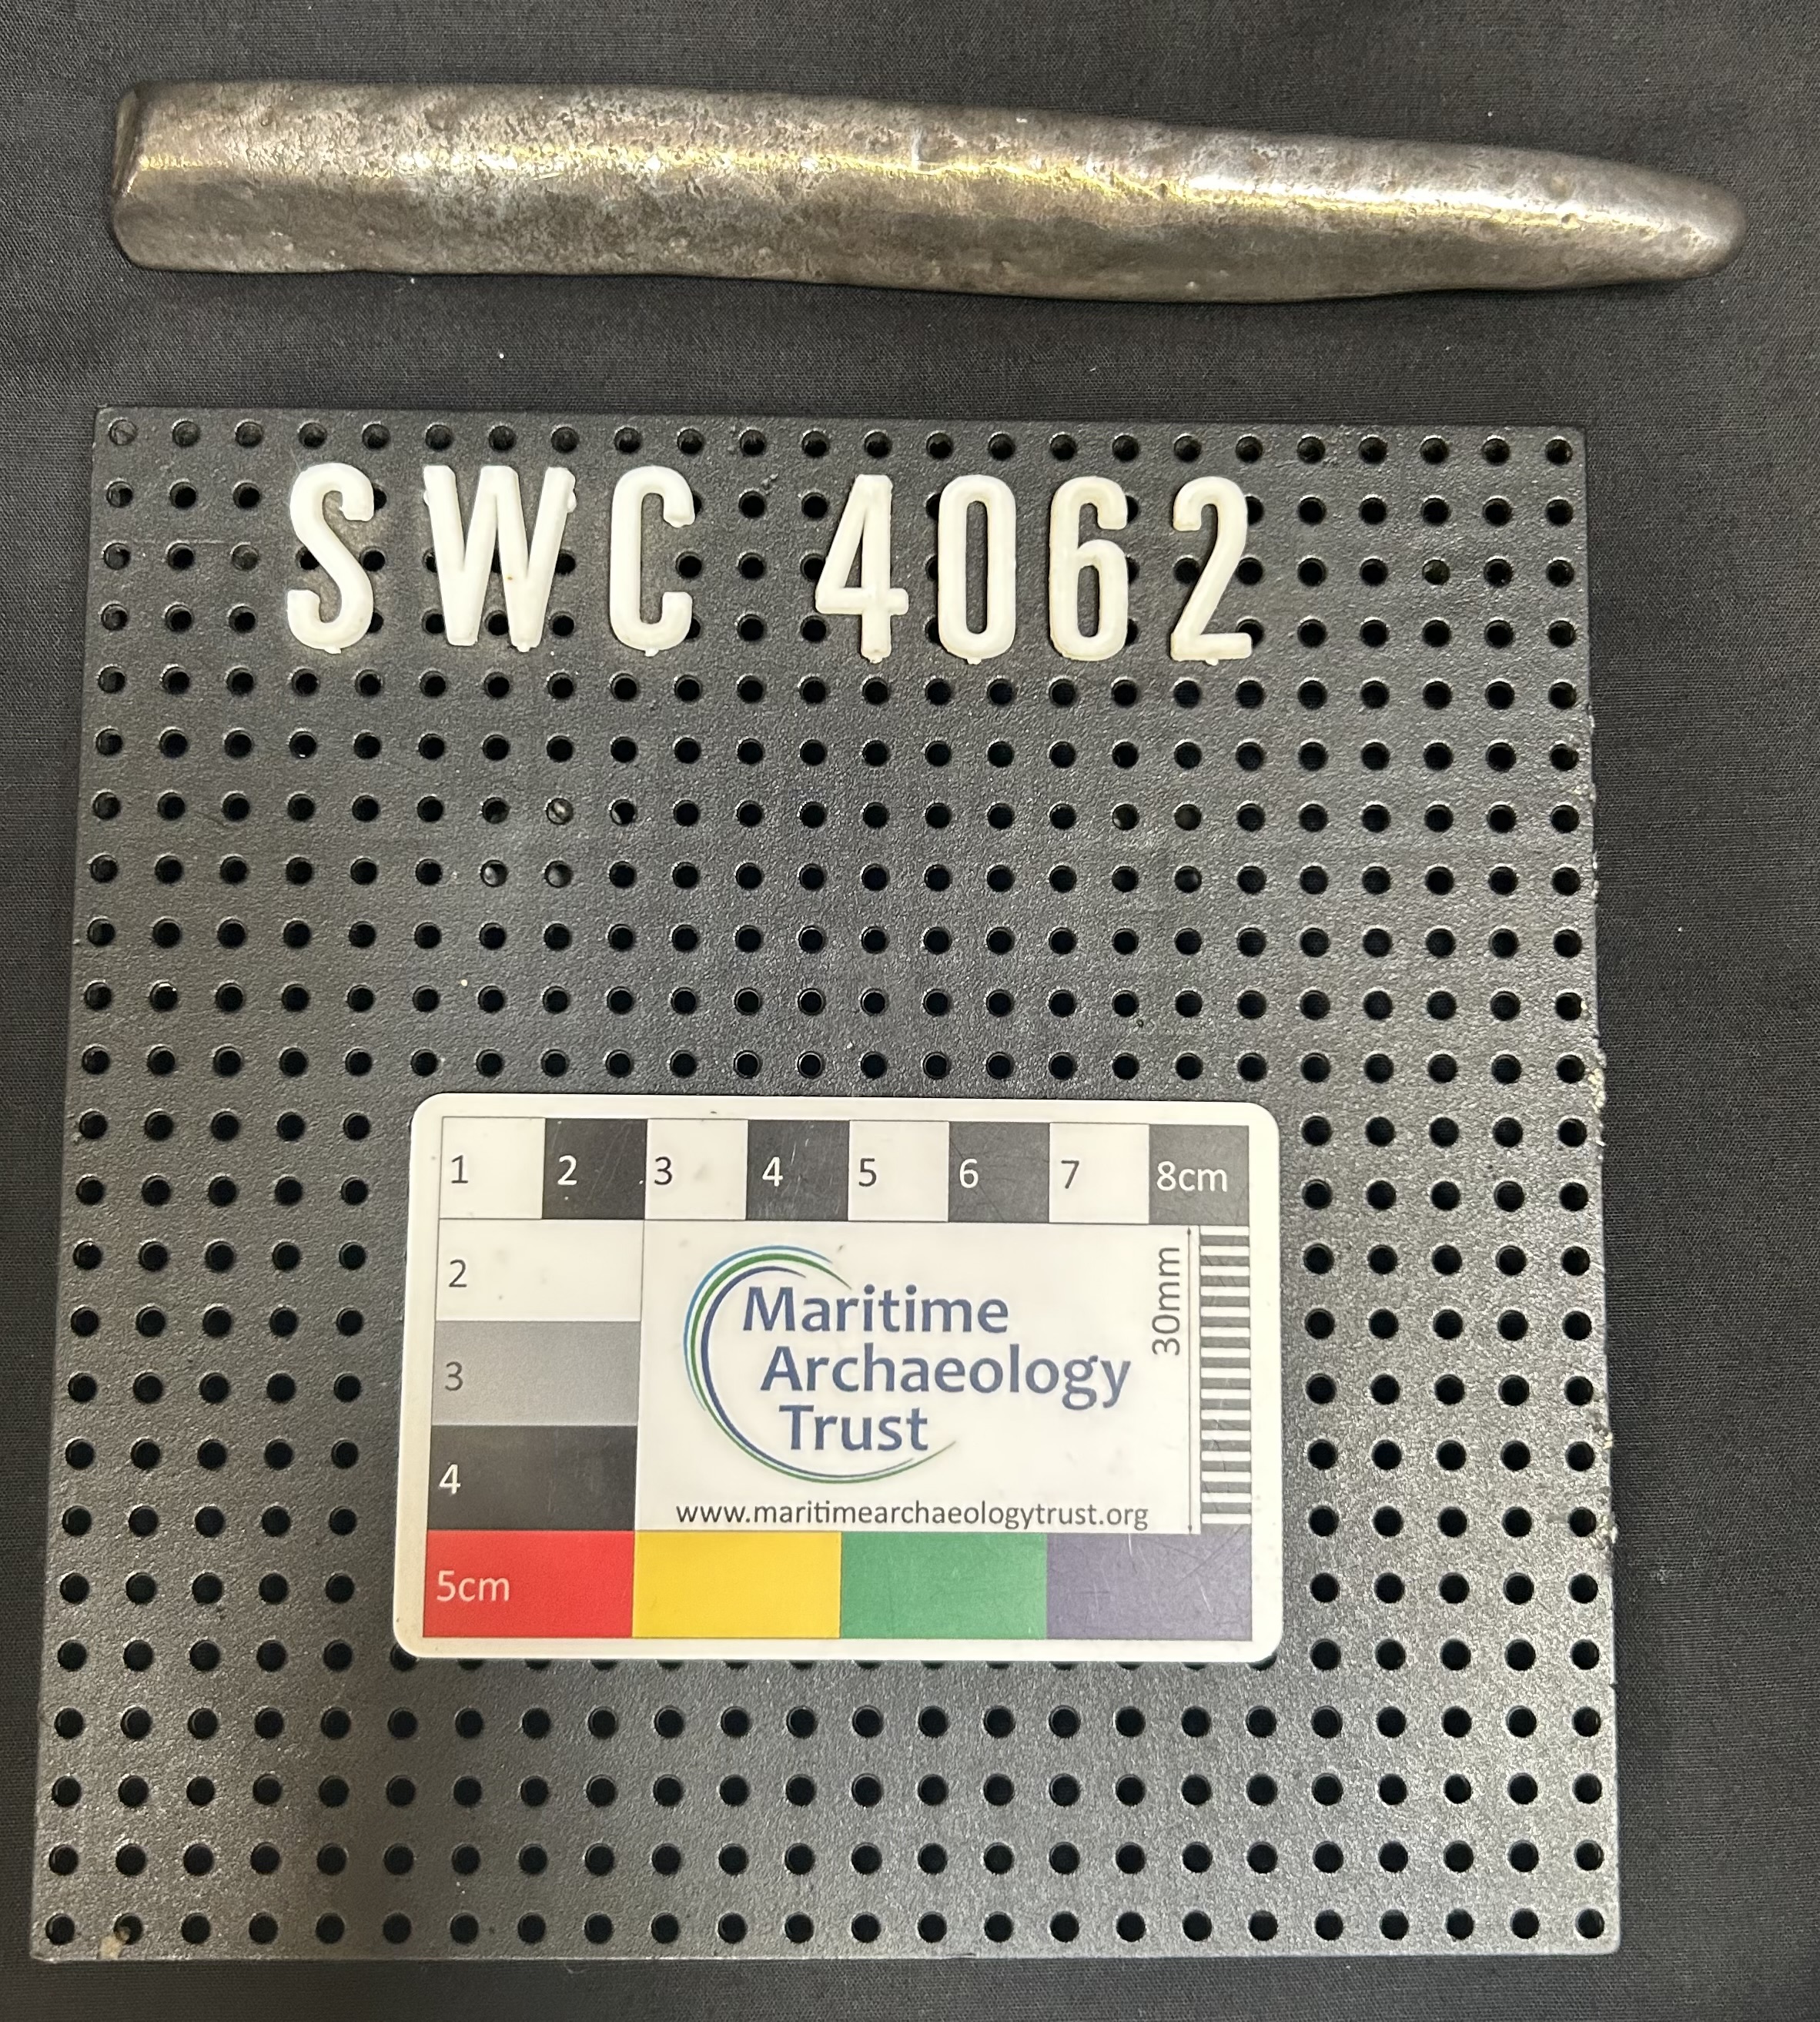 SWC 4062
1 2 3 4 5 6 7 8cm
2
3
4
5cm
Maritime
Archaeology
Trust
www.maritimearchaeologytrust.org
30mm